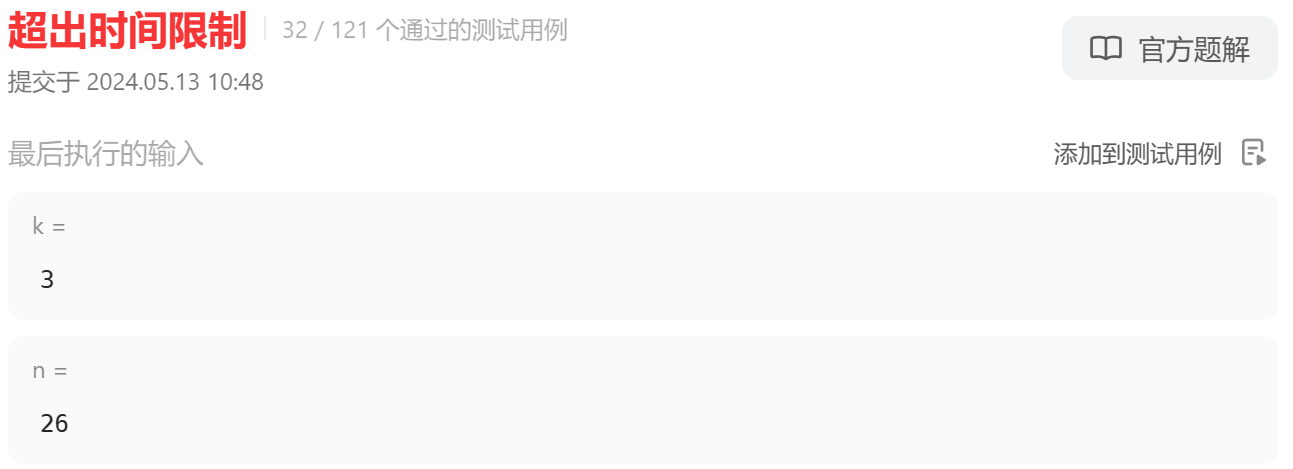 超出时间限制 32 / 121 个通过的测试用例
官方题解
提交于 2024.05.13 10:48
最后执行的输入
添加到测试用例
k =
3
n =
26